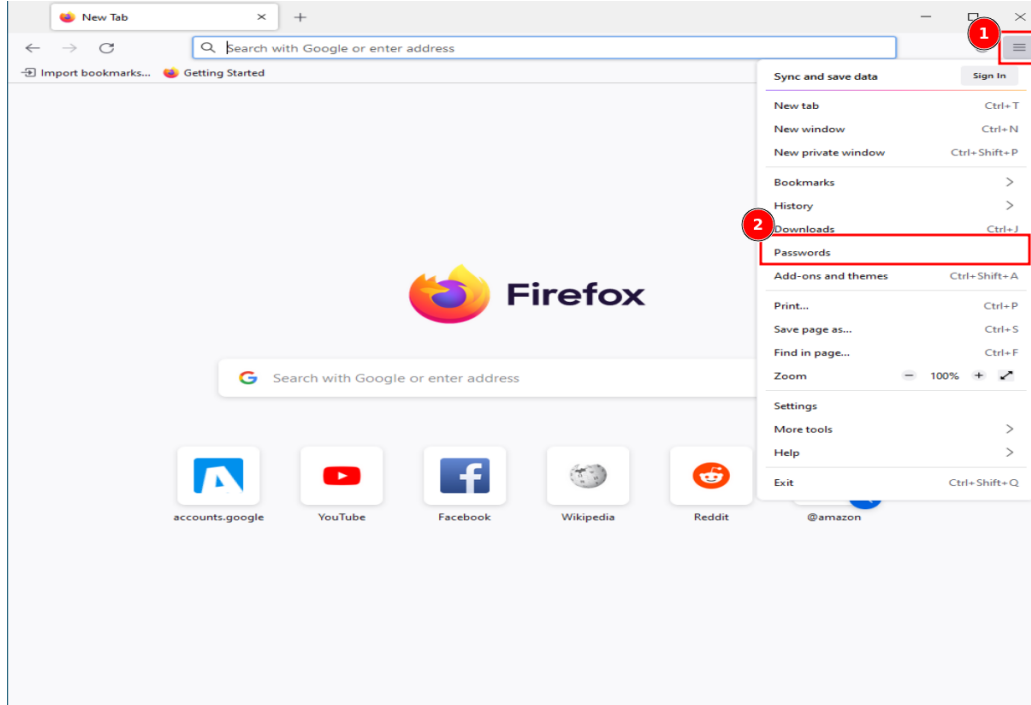 New Tab
1
Search with Google or enter address
Import bookmarks... Getting Started
Sync and save data Sign In
New tab Ctrl+T
New window Ctrl+N
New private window Ctrl+Shift+P
Bookmarks
History
2
Downloads Ctrl+J
Passwords
Add-ons and themes Ctrl+Shift+A
Print... Ctrl+P
Save page as... Ctrl+S
Find in page... Ctrl+F
Zoom 100%
Settings
More tools
Help
Exit Ctrl+Shift+Q
Firefox
Search with Google or enter address
accounts.google YouTube Facebook Wikipedia Reddit @amazon